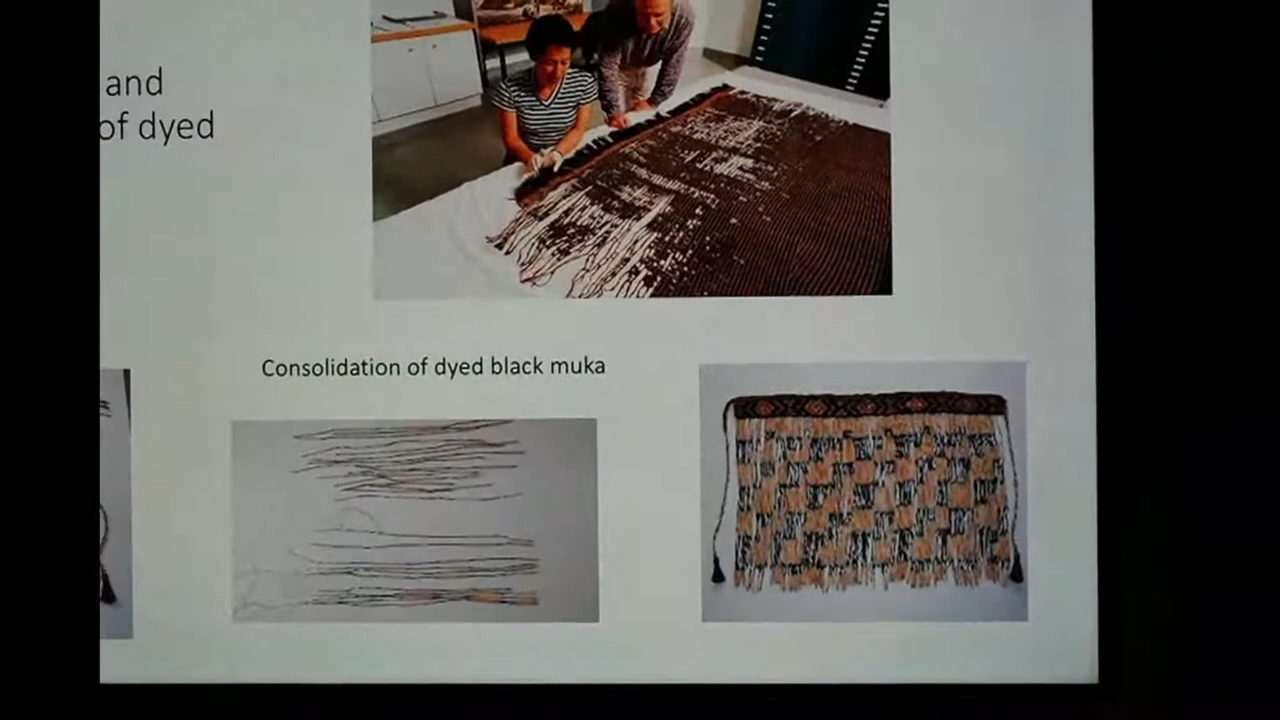 and
of dyed
Consolidation of dyed black muka